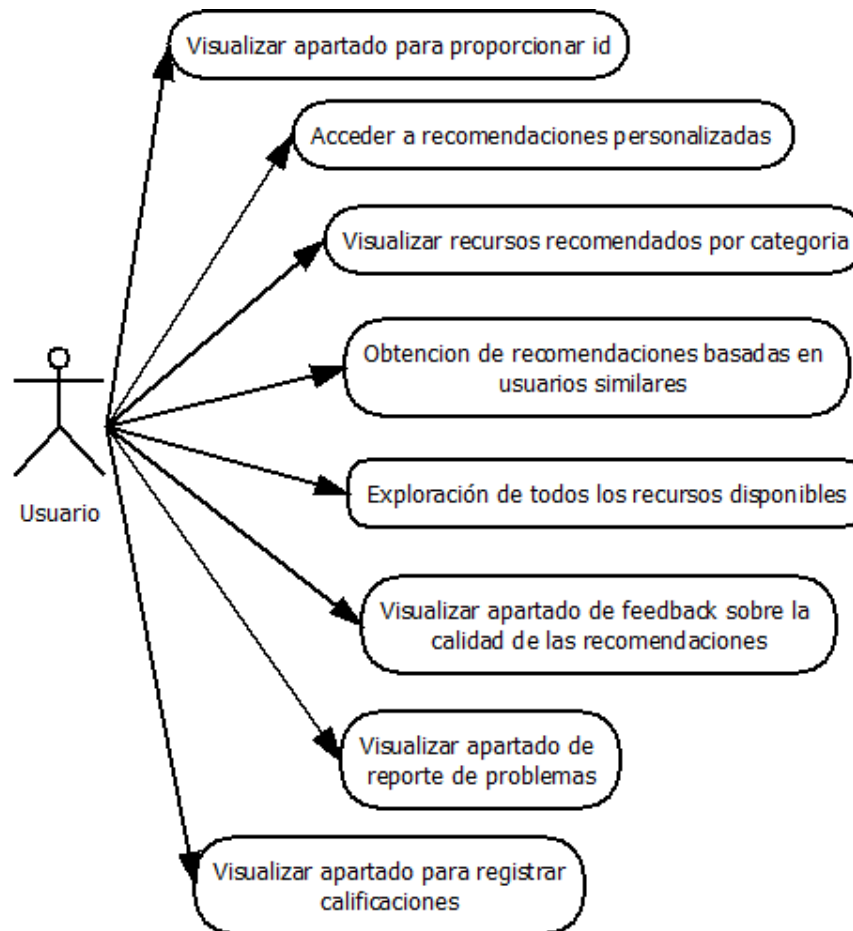 Visualizar apartado para proporcionar id
Acceder a recomendaciones personalizadas
Visualizar recursos recomendados por categoria
Obtencion de recomendaciones basadas en
usuarios similares
Exploración de todos los recursos disponibles
Usuario
Visualizar apartado de feedback sobre la
calidad de las recomendaciones
Visualizar apartado de
reporte de problemas
Visualizar apartado para registrar
calificaciones